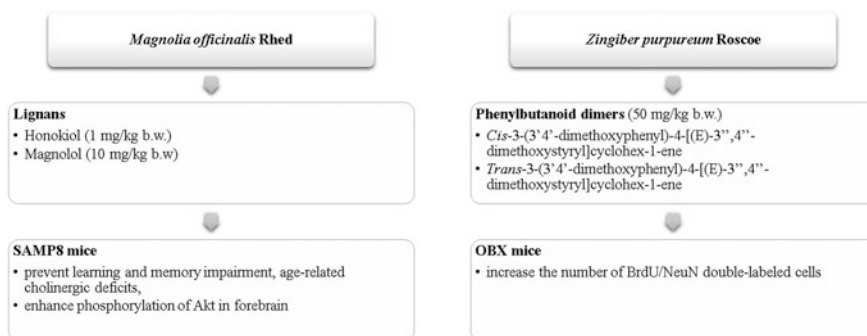 Magnolia officinalis Rhed
Lignans
• Honokiol (1 mg/kg b.w.)
• Magnolol (10 mg/kg b.w)
SAMP8 mice
• prevent learning and memory impairment, age-related
cholinergic deficits,
• enhance phosphorylation of Akt in forebrain
Zingiber purpureum Roscoe
Phenylbutanoid dimers (50 mg/kg b.w.)
• Cis-3-(3’4’-dimethoxyphenyl)-4-[(E)-3’’,4’’-
dimethoxystyryl]cyclohex-1-ene
• Trans-3-(3’4’-dimethoxyphenyl)-4-[(E)-3’’,4’’-
dimethoxystyryl]cyclohex-1-ene
OBX mice
• increase the number of BrdU/NeuN double-labeled cells